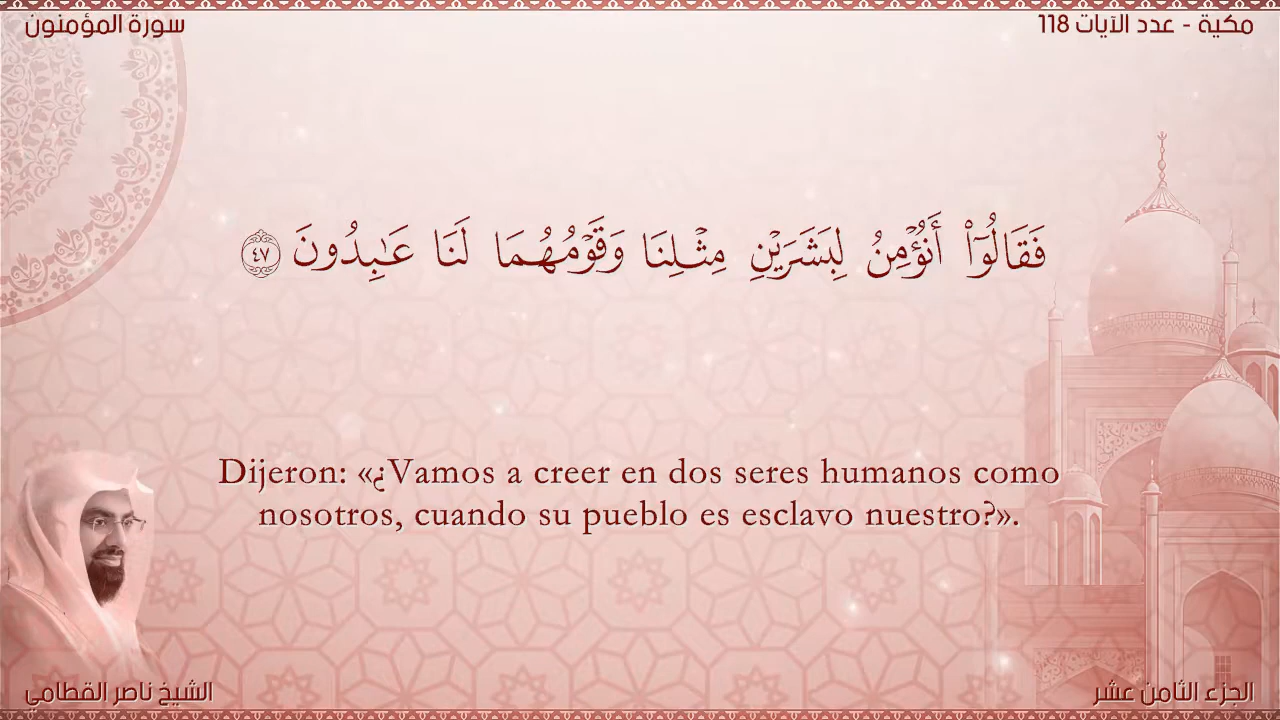 سورة المؤمنون
مكية - عدد الآيات 118
فَقَالُوٓا۟ أَنُؤْمِنُ لِبَشَرَيْنِ مِثْلِنَا وَقَوْمُهُمَا لَنَا عَـٰبِدُونَ ٤٧
Dijeron: «¿Vamos a creer en dos seres humanos como
nosotros, cuando su pueblo es esclavo nuestro?».
الشيخ ناصر القطامي
الجزء الثامن عشر